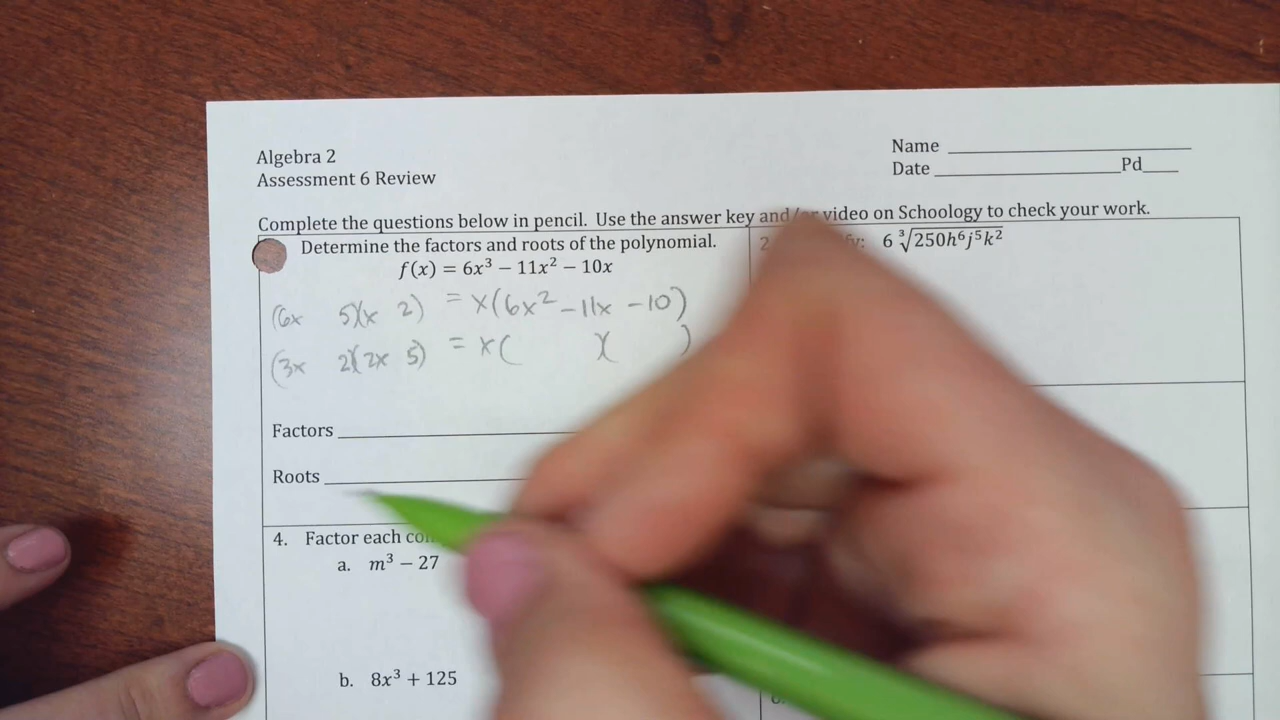 Algebra 2
Assessment 6 Review
Name
Date Pd
Complete the questions below in pencil. Use the answer key and/or video on Schoology to check your work.
Determine the factors and roots of the polynomial.
f(x) = 6x³ − 11x² − 10x
(6x 5)(x 2) = x(6x² − 11x − 10)
(3x 2)(2x 5) = x( )( )
Factors
Roots
2. 6 ∛250h⁶j⁵k²
4. Factor each
a. m³ − 27
b. 8x³ + 125